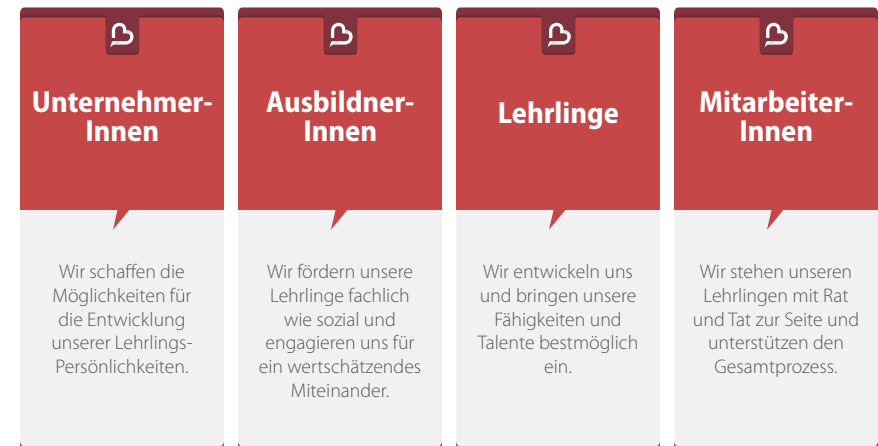 Unternehmer-
Innen
Wir schaffen die
Möglichkeiten für
die Entwicklung
unserer Lehrlings-
Persönlichkeiten.
Ausbildner-
Innen
Wir fördern unsere
Lehrlinge fachlich
wie sozial und
engagieren uns für
ein wertschätzendes
Miteinander.
Lehrlinge
Wir entwickeln uns
und bringen unsere
Fähigkeiten und
Talente bestmöglich
ein.
Mitarbeiter-
Innen
Wir stehen unseren
Lehrlingen mit Rat
und Tat zur Seite und
unterstützen den
Gesamtprozess.